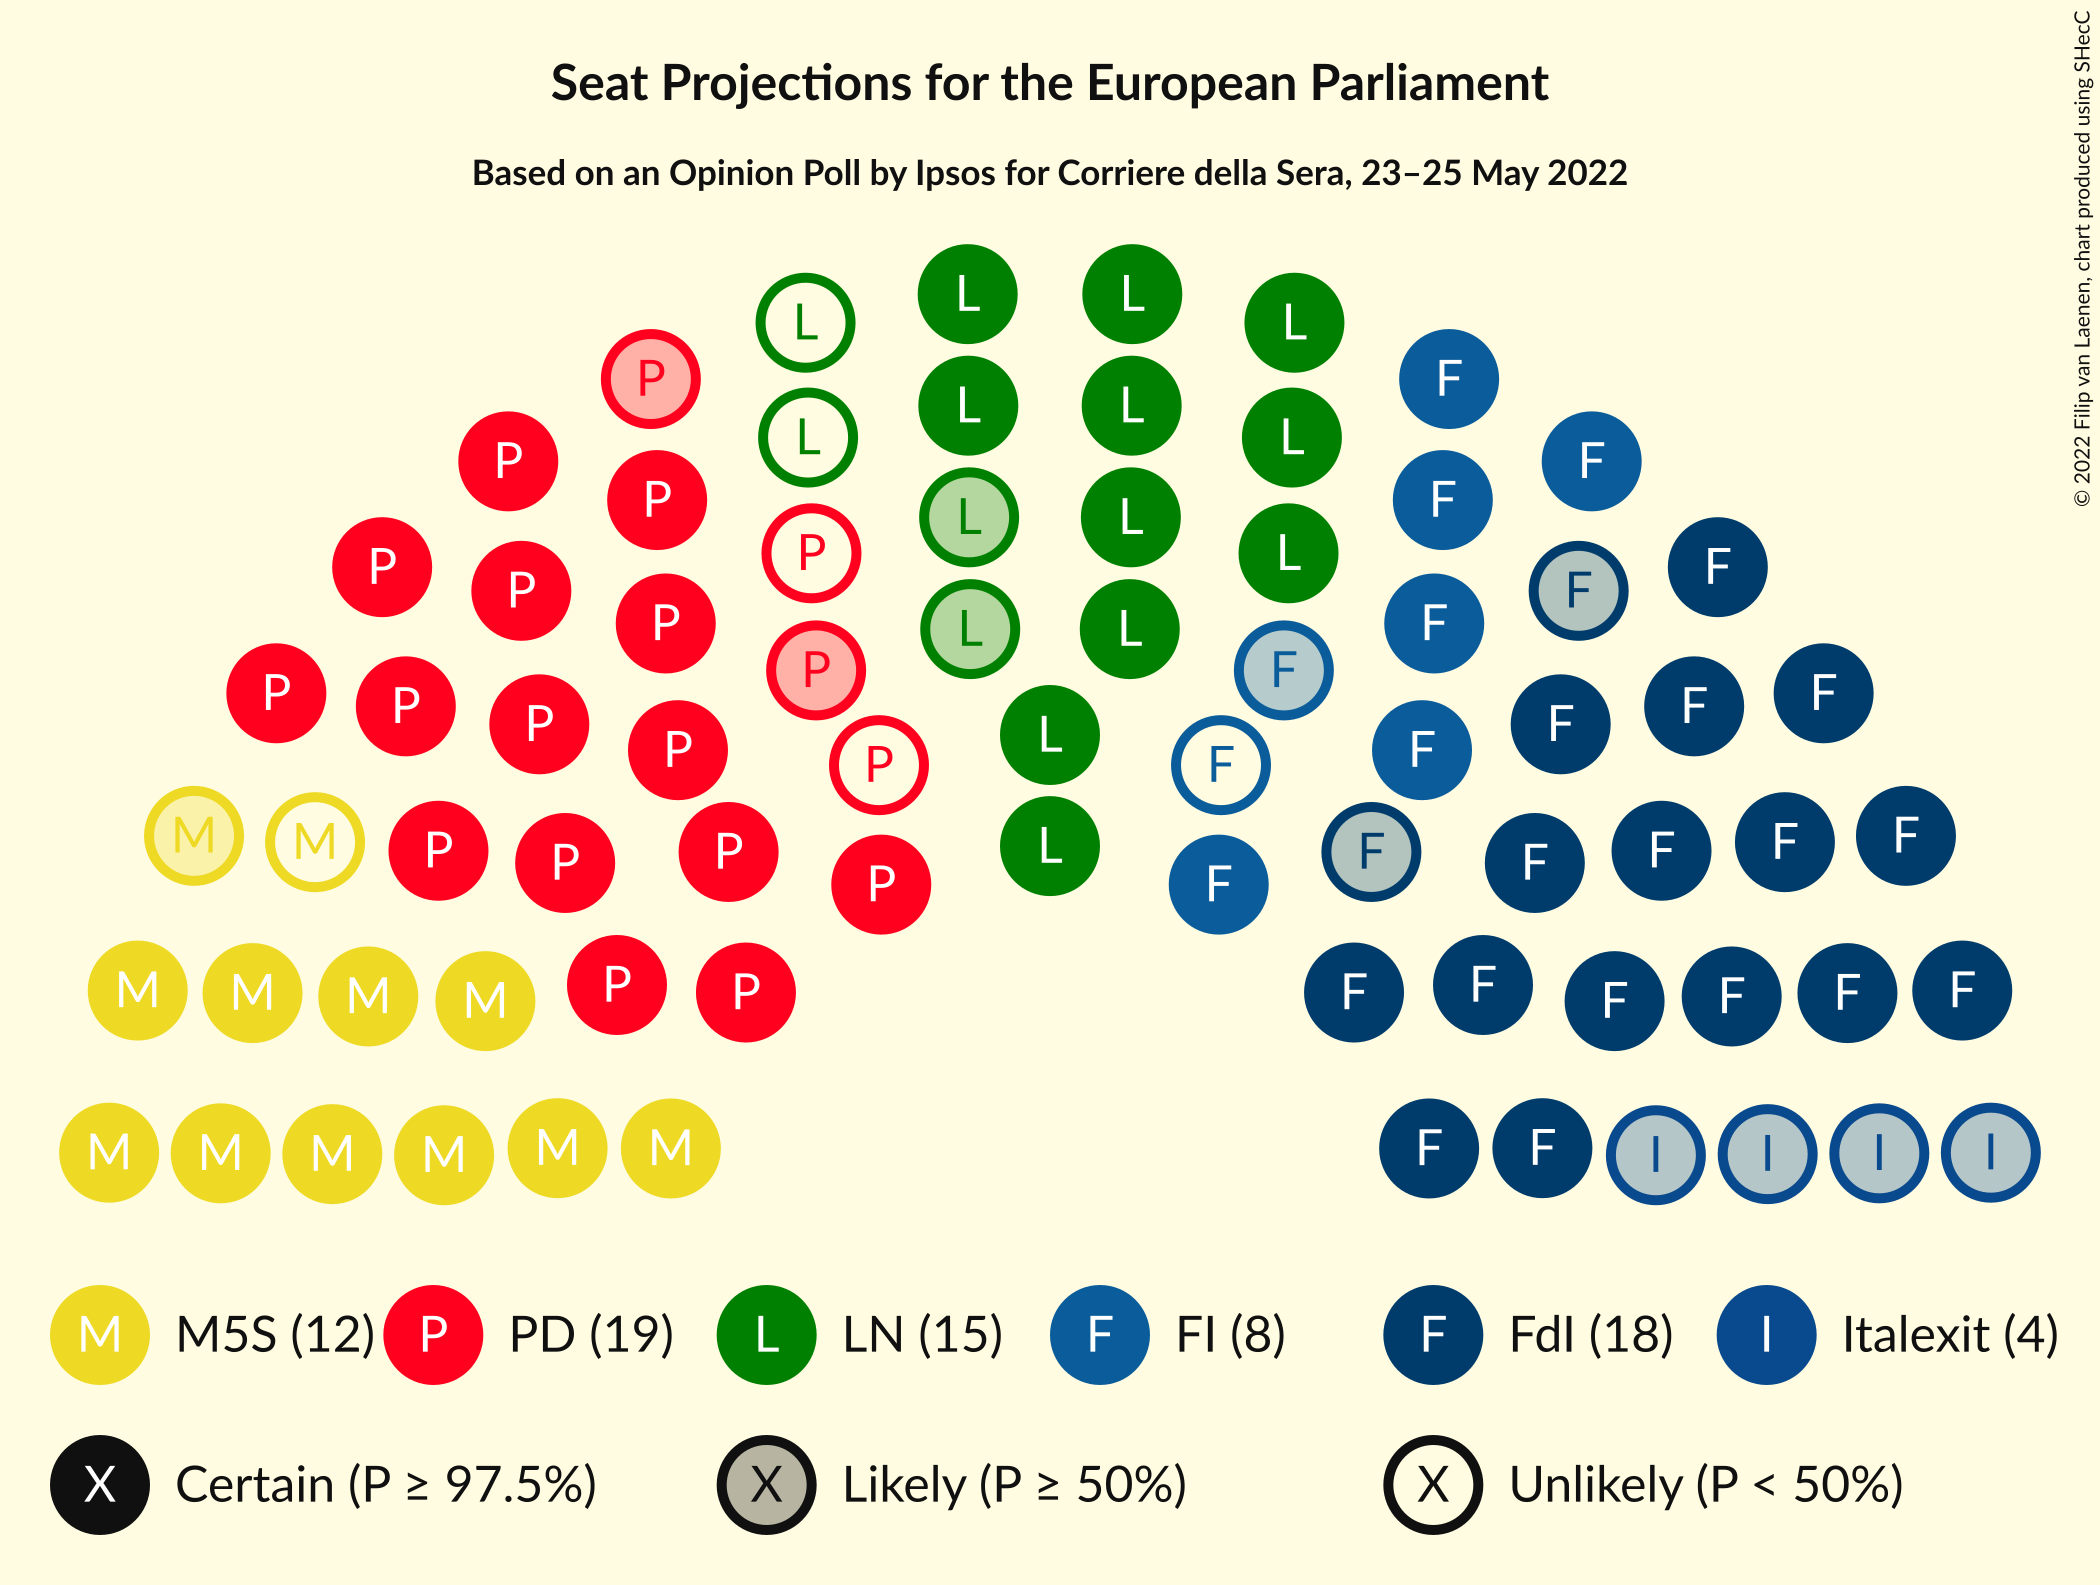 Seat Projections for the European Parliament
Based on an Opinion Poll by Ipsos for Corriere della Sera, 23–25 May 2022
© 2022 Filip van Laenen, chart produced using SHecC
L L
L L
P F
L L
L L
P F
P F
L L
P L L F
P F
P F
P F
P L L F
P F
P P F F
P P F F
L
P F
M F
M F
L
P P F F
P P F F
P F
P P F F
M M F F
M M F F
M M P P F F F F
M M M M M M F F I I I I
M M5S (12) P PD (19) L LN (15) F FI (8) F FdI (18) I Italexit (4)
X Certain (P ≥ 97.5%) X Likely (P ≥ 50%) X Unlikely (P < 50%)